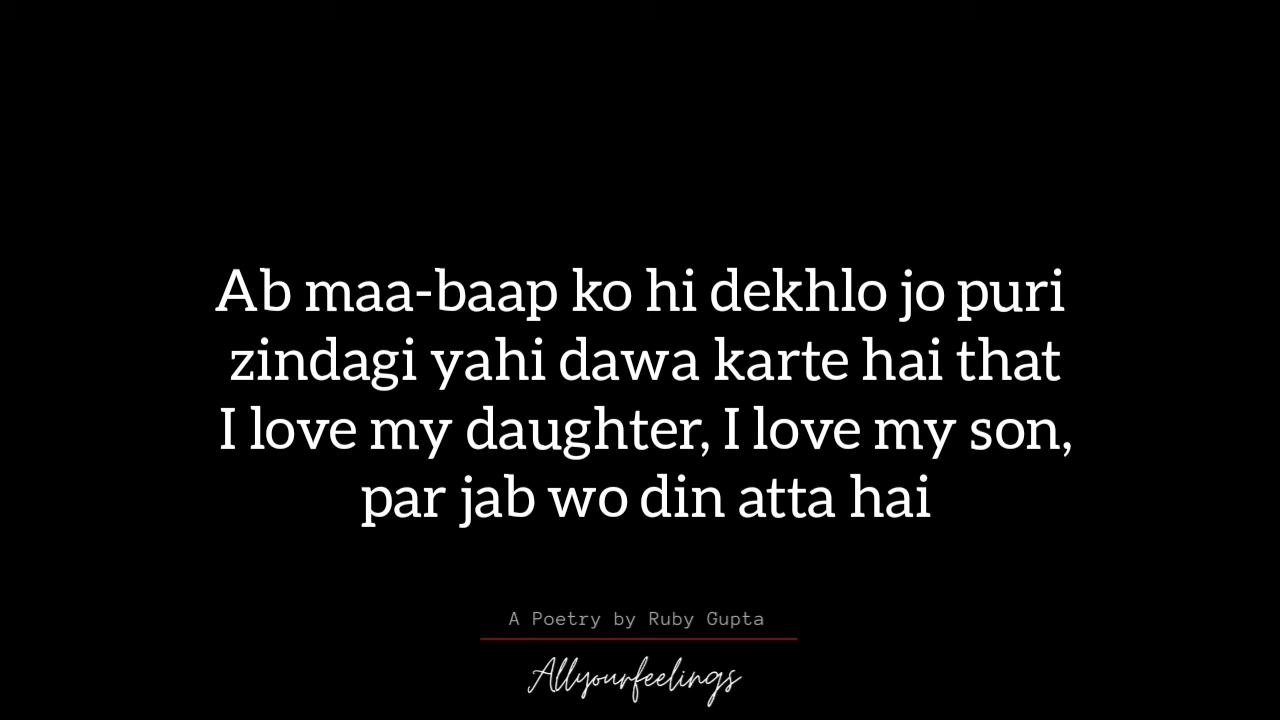 Ab maa-baap ko hi dekhlo jo puri
zindagi yahi dawa karte hai that
I love my daughter, I love my son,
par jab wo din atta hai
A Poetry by Ruby Gupta
Allyourfeelings